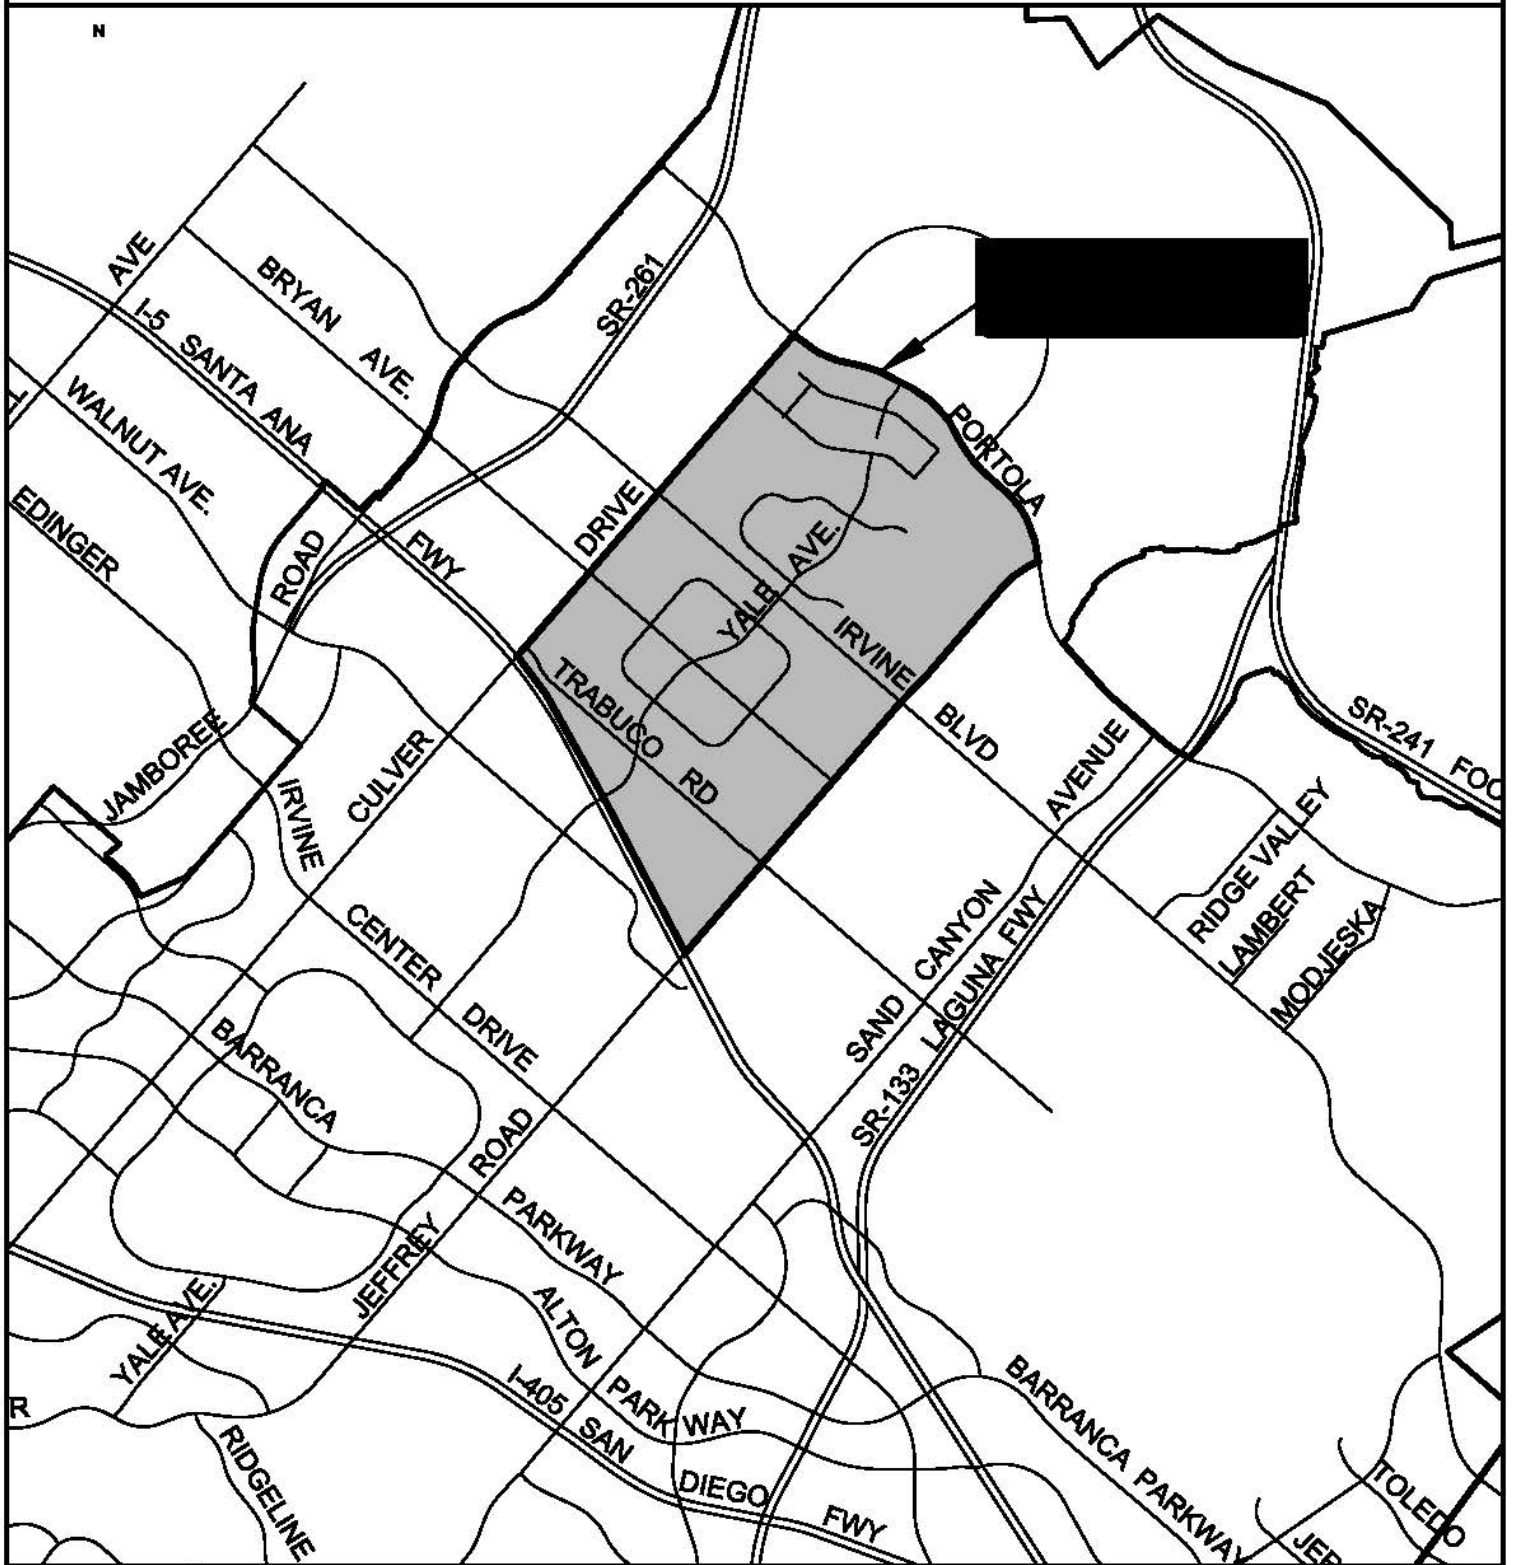 N
AVE
BRYAN AVE.
I-5 SANTA ANA FWY
SR-261
WALNUT AVE.
EDINGER
PORTOLA
DRIVE
ROAD
YALE AVE.
IRVINE BLVD
TRABUCO RD
JAMBOREE
CULVER
IRVINE
CENTER DRIVE
SR-241 FOO
AVENUE
RIDGE VALLEY
LAMBERT
MODJESKA
SAND CANYON
SR-133 LAGUNA FWY
BARRANCA
PARKWAY
ROAD
JEFFREY
YALE AVE.
ALTON
PARKWAY
I-405 SAN DIEGO FWY
BARRANCA PARKWAY
R
RIDGELINE
TOLEDO
JER